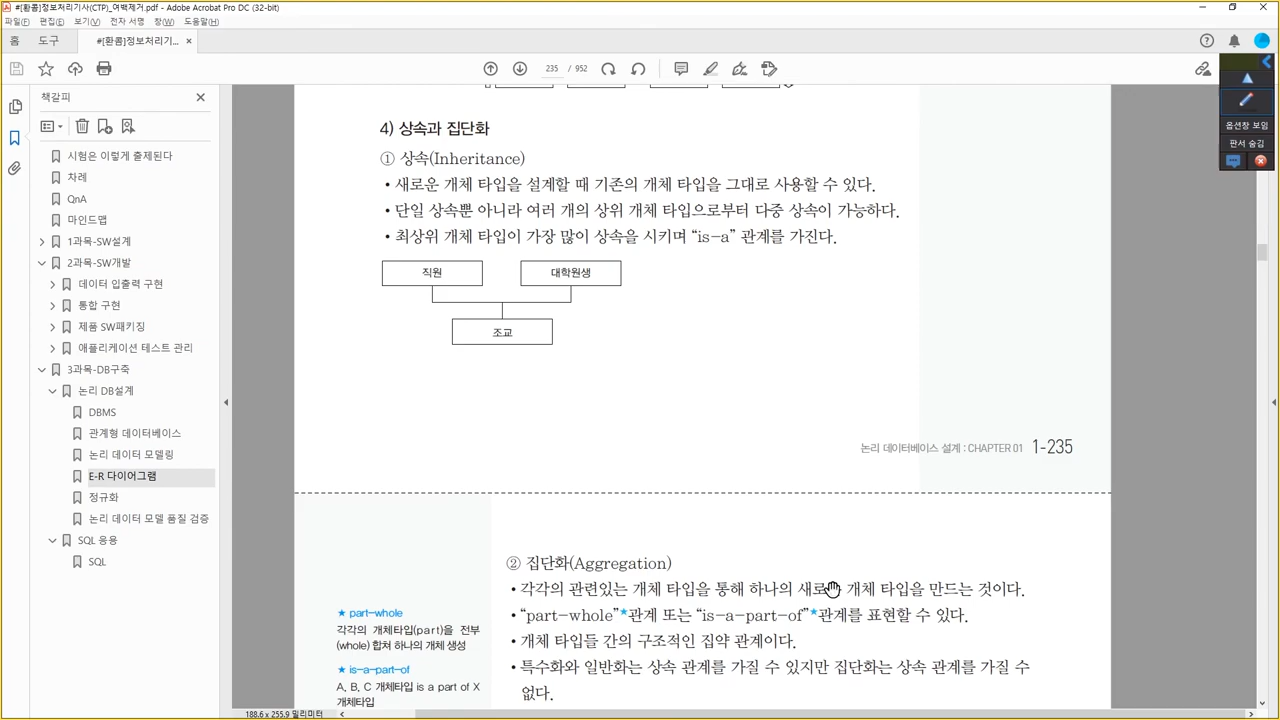 #[환콤]정보처리기사(CTP)_여백제거.pdf - Adobe Acrobat Pro DC (32-bit)
파일(F) 편집(E) 보기(V) 전자 서명 창(W) 도움말(H)
홈 도구 #[환콤]정보처리기... ×
235 / 952
책갈피
시험은 이렇게 출제된다
차례
QnA
마인드맵
1과목-SW설계
2과목-SW개발
데이터 입출력 구현
통합 구현
제품 SW패키징
애플리케이션 테스트 관리
3과목-DB구축
논리 DB설계
DBMS
관계형 데이터베이스
논리 데이터 모델링
E-R 다이어그램
정규화
논리 데이터 모델 품질 검증
SQL 응용
SQL
4) 상속과 집단화
① 상속(Inheritance)
• 새로운 개체 타입을 설계할 때 기존의 개체 타입을 그대로 사용할 수 있다.
• 단일 상속뿐 아니라 여러 개의 상위 개체 타입으로부터 다중 상속이 가능하다.
• 최상위 개체 타입이 가장 많이 상속을 시키며 “is-a” 관계를 가진다.
직원 대학원생
조교
논리 데이터베이스 설계 : CHAPTER 01 1-235
② 집단화(Aggregation)
• 각각의 관련있는 개체 타입을 통해 하나의 새로운 개체 타입을 만드는 것이다.
• “part-whole”★관계 또는 “is-a-part-of”★관계를 표현할 수 있다.
• 개체 타입들 간의 구조적인 집약 관계이다.
• 특수화와 일반화는 상속 관계를 가질 수 있지만 집단화는 상속 관계를 가질 수
없다.
★ part-whole
각각의 개체타입(part)을 전부
(whole) 합쳐 하나의 개체 생성
★ is-a-part-of
A, B, C 개체타입 is a part of X
개체타입
옵션창 보임
판서 숨김
188.6 x 255.9 밀리미터